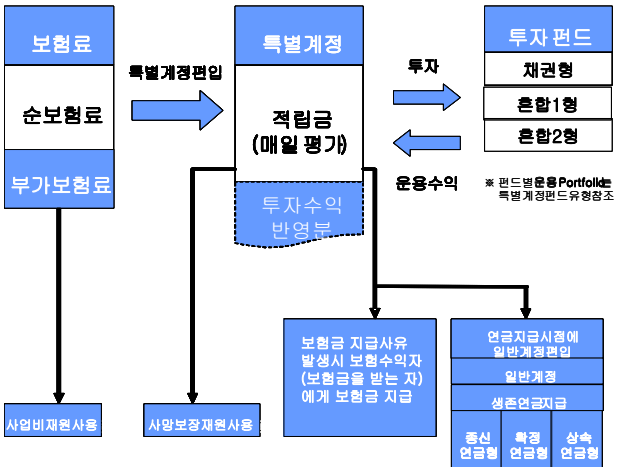 보험료
순보험료
부가보험료
특별계정편입
특별계정
적립금
(매일 평가)
투자수익
반영분
투자
운용수익
투자펀드
채권형
혼합1형
혼합2형
※ 펀드별운용Portfolio는
특별계정펀드유형참조
사업비재원사용
사망보장재원사용
보험금 지급사유
발생시 보험수익자
(보험금을 받는 자)
에게 보험금 지급
연금지급시점에
일반계정편입
일반계정
생존연금지급
종신
연금형
확정
연금형
상속
연금형